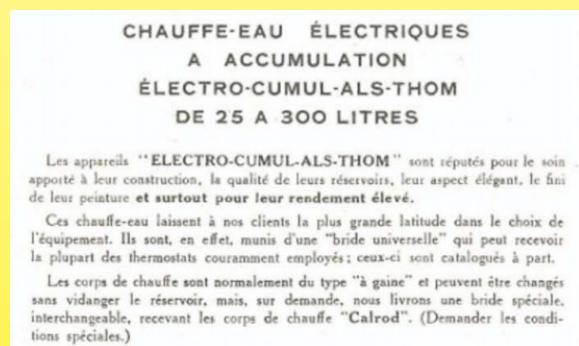 CHAUFFE-EAU ÉLECTRIQUES
A ACCUMULATION
ÉLECTRO-CUMUL-ALS-THOM
DE 25 A 300 LITRES
Les appareils "ELECTRO-CUMUL-ALS-THOM" sont réputés pour le soin
apporté à leur construction, la qualité de leurs réservoirs, leur aspect élégant, le fini
de leur peinture et surtout pour leur rendement élevé.
Ces chauffe-eau laissent à nos clients la plus grande latitude dans le choix de
l'équipement. Ils sont, en effet, munis d'une "bride universelle" qui peut recevoir
la plupart des thermostats couramment employés ; ceux-ci sont catalogués à part.
Les corps de chauffe sont normalement du type "à gaine" et peuvent être changés
sans vidanger le réservoir, mais, sur demande, nous livrons une bride spéciale,
interchangeable, recevant les corps de chauffe "Calrod". (Demander les condi-
tions spéciales.)